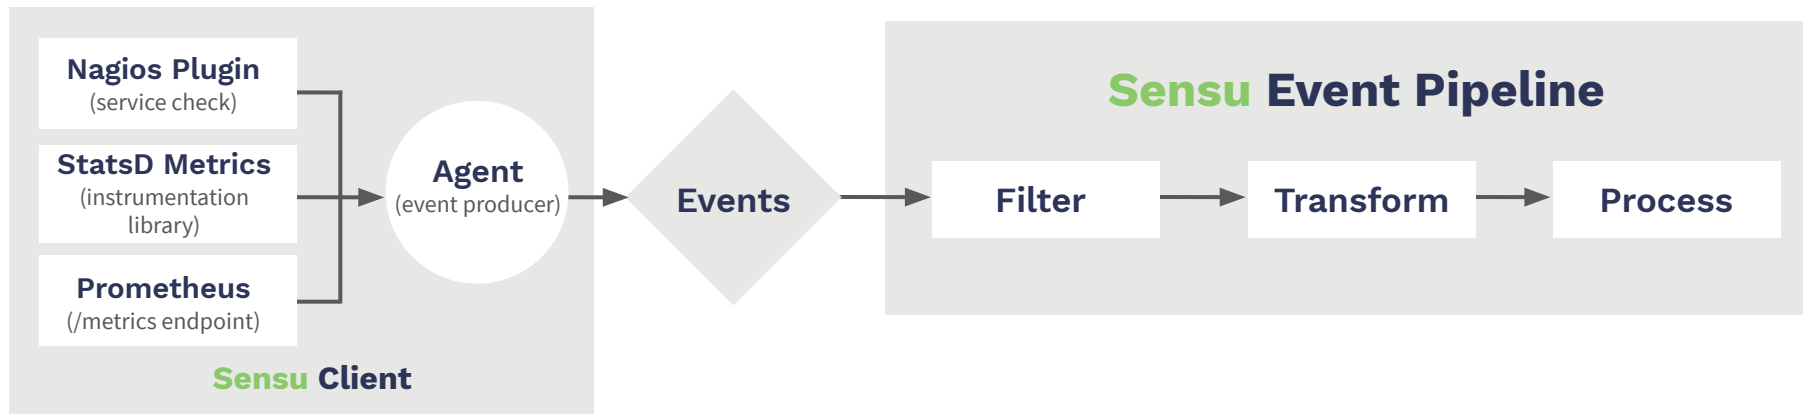 Nagios Plugin
(service check)
StatsD Metrics
(instrumentation
library)
Prometheus
(/metrics endpoint)
Sensu Client
Agent
(event producer)
Events
Sensu Event Pipeline
Filter
Transform
Process